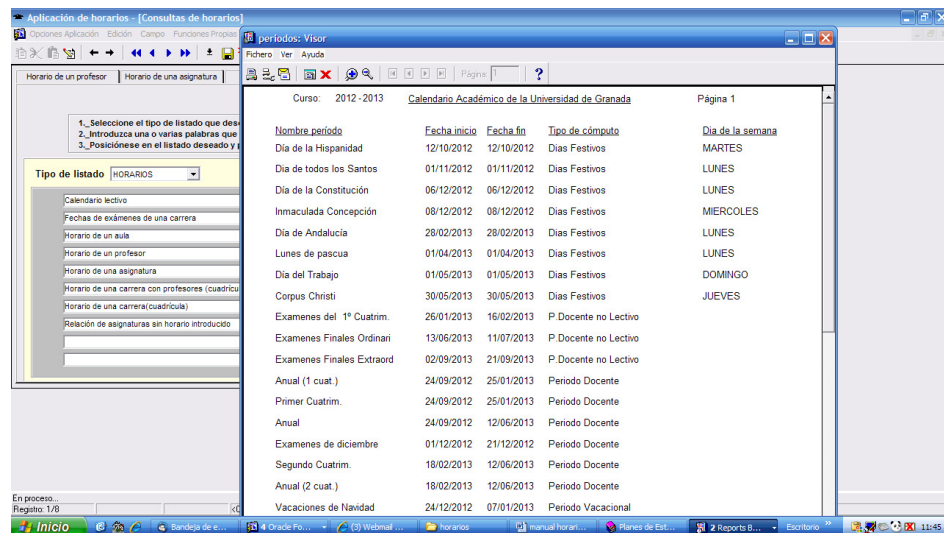 Aplicación de horarios - [Consultas de horarios]
Opciones Aplicación Edición Campo Funciones Propias
Horario de un profesor Horario de una asignatura
1._Seleccione el tipo de listado que dese
2._Introduzca una o varias palabras que
3._Posiciónese en el listado deseado y p
Tipo de listado HORARIOS
Calendario lectivo
Fechas de exámenes de una carrera
Horario de un aula
Horario de un profesor
Horario de una asignatura
Horario de una carrera con profesores (cuadrícu
Horario de una carrera(cuadrícula)
Relación de asignaturas sin horario introducido
En proceso...
Registro: 1/8 <C
periodos: Visor
Fichero Ver Ayuda
Página 1
Curso: 2012 - 2013 Calendario Académico de la Universidad de Granada Página 1
Nombre período Fecha inicio Fecha fin Tipo de cómputo Dia de la semana
Día de la Hispanidad 12/10/2012 12/10/2012 Dias Festivos MARTES
Dia de todos los Santos 01/11/2012 01/11/2012 Dias Festivos LUNES
Día de la Constitución 06/12/2012 06/12/2012 Dias Festivos LUNES
Inmaculada Concepción 08/12/2012 08/12/2012 Dias Festivos MIERCOLES
Día de Andalucía 28/02/2013 28/02/2013 Dias Festivos LUNES
Lunes de pascua 01/04/2013 01/04/2013 Dias Festivos LUNES
Día del Trabajo 01/05/2013 01/05/2013 Dias Festivos DOMINGO
Corpus Christi 30/05/2013 30/05/2013 Dias Festivos JUEVES
Examenes del 1º Cuatrim. 26/01/2013 16/02/2013 P.Docente no Lectivo
Examenes Finales Ordinari 13/06/2013 11/07/2013 P.Docente no Lectivo
Examenes Finales Extraord 02/09/2013 21/09/2013 P.Docente no Lectivo
Anual (1 cuat.) 24/09/2012 25/01/2013 Periodo Docente
Primer Cuatrim. 24/09/2012 25/01/2013 Periodo Docente
Anual 24/09/2012 12/06/2013 Periodo Docente
Examenes de diciembre 01/12/2012 21/12/2012 Periodo Docente
Segundo Cuatrim. 18/02/2013 12/06/2013 Periodo Docente
Anual (2 cuat.) 18/02/2013 12/06/2013 Periodo Docente
Vacaciones de Navidad 24/12/2012 07/01/2013 Periodo Vacacional
Inicio Bandeja de e... 4 Oracle Fo... (3) Webmail ... horarios manual horari... Planes de Est... 2 Reports B... Escritorio » 11:45